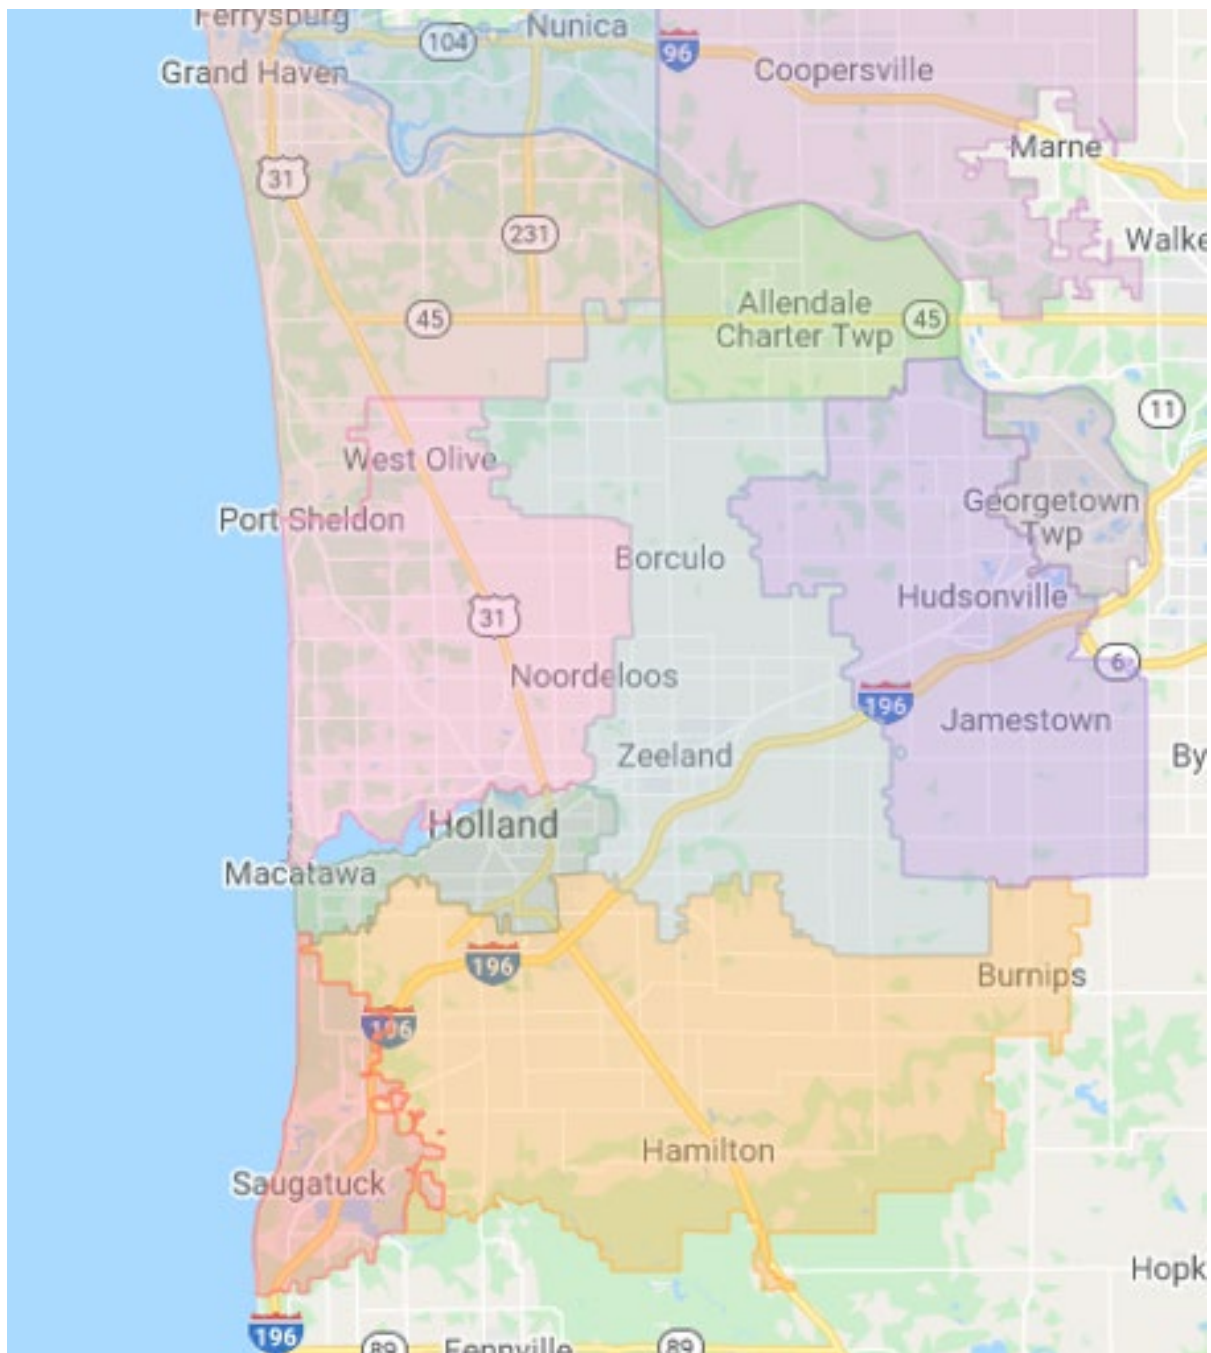 Ferrysburg
Nunica
104
96
Grand Haven
Coopersville
Marne
31
231
Walke
45
Allendale
Charter Twp
45
11
West Olive
Port Sheldon
Georgetown
Twp
Borculo
Hudsonville
31
6
Noordeloos
196
Jamestown
Zeeland
By
Holland
Macatawa
196
Burnips
196
Hamilton
Saugatuck
Hopk
196
89
Fennville
89